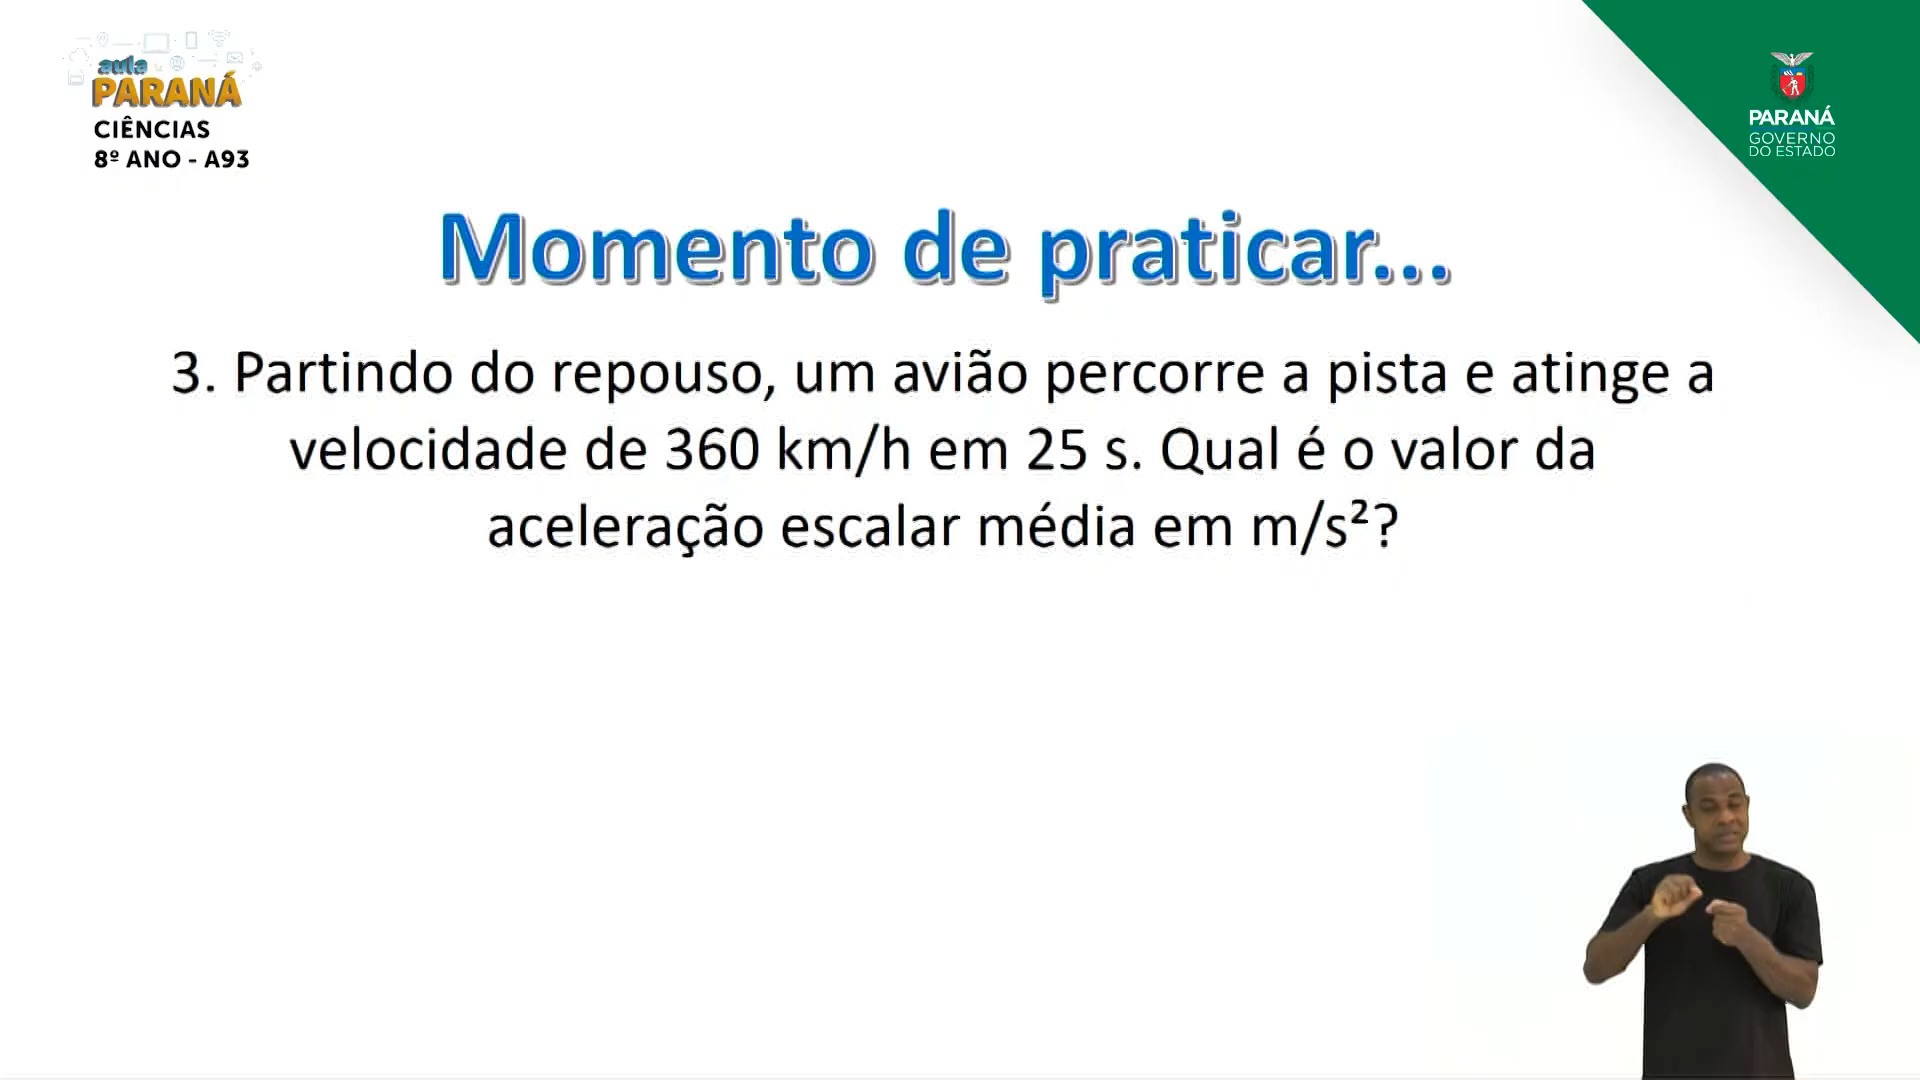 aula
PARANÁ
CIÊNCIAS
8º ANO - A93
PARANÁ
GOVERNO
DO ESTADO
Momento de praticar...
3. Partindo do repouso, um avião percorre a pista e atinge a
velocidade de 360 km/h em 25 s. Qual é o valor da
aceleração escalar média em m/s²?